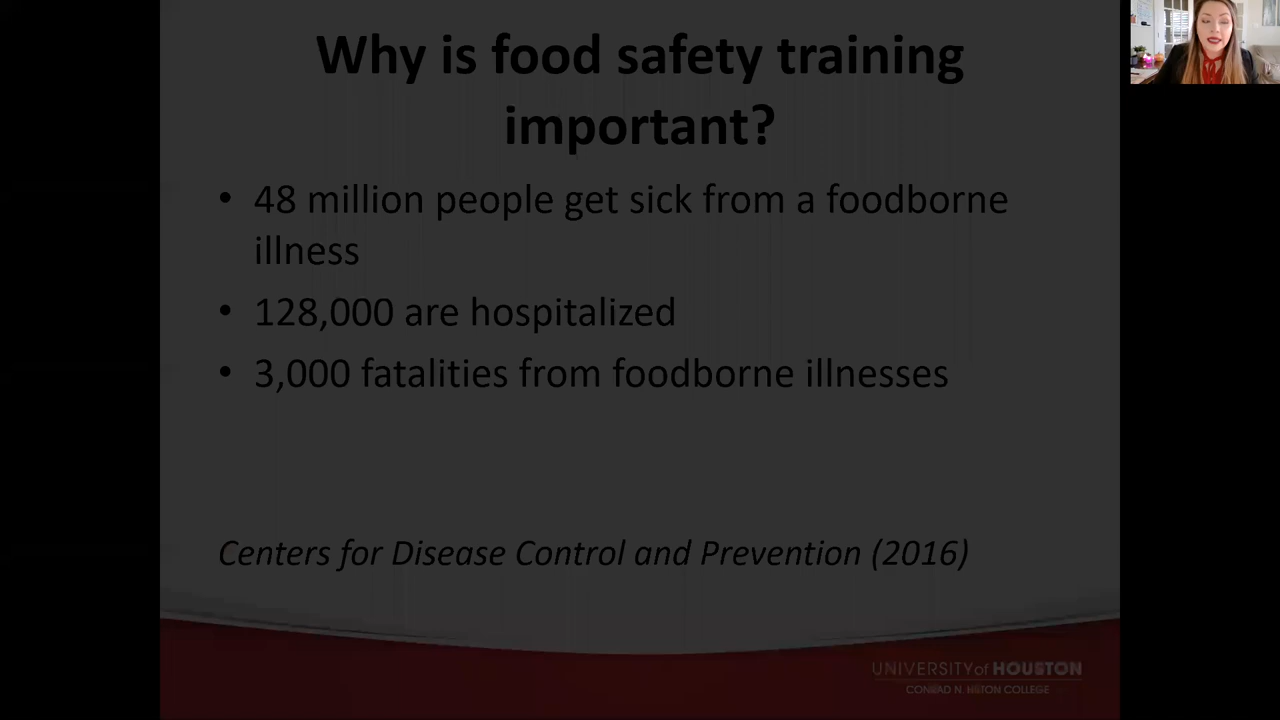 Why is food safety training
important?
• 48 million people get sick from a foodborne
illness
• 128,000 are hospitalized
• 3,000 fatalities from foodborne illnesses
Centers for Disease Control and Prevention (2016)
UNIVERSITY of HOUSTON
CONRAD N. HILTON COLLEGE